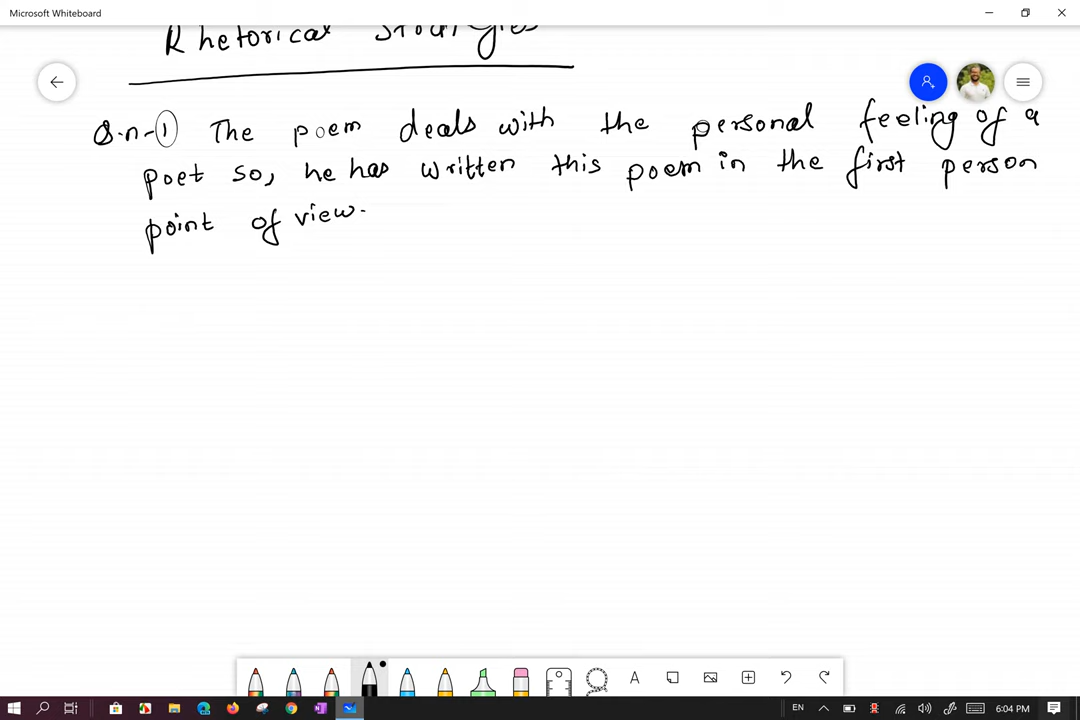 Microsoft Whiteboard
Rhetorical Strategies
Q.n-① The poem deals with the personal feeling of a
poet so, he has written this poem in the first person
point of view.
A
EN
6:04 PM